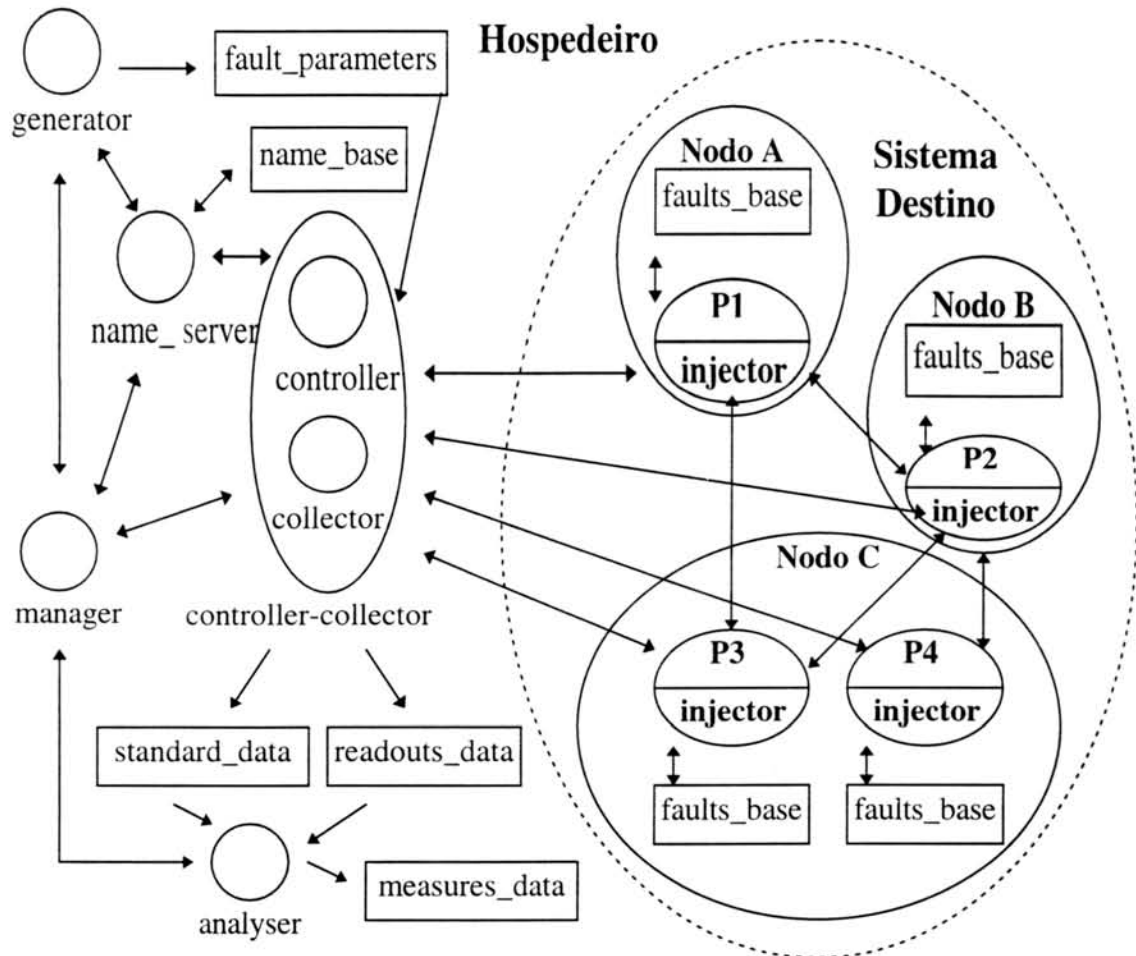 Hospedeiro
fault_parameters
generator
name_base
name_ server
controller
collector
controller-collector
manager
standard_data
readouts_data
analyser
measures_data
Sistema
Destino
Nodo A
faults_base
P1
injector
Nodo B
faults_base
P2
injector
Nodo C
P3
injector
faults_base
P4
injector
faults_base